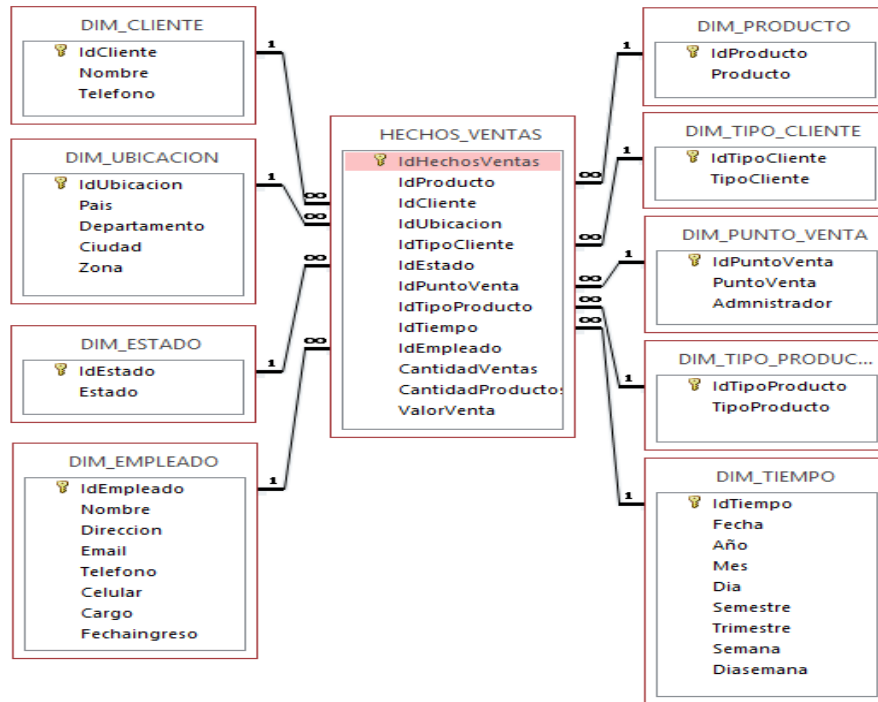 DIM_CLIENTE
IdCliente
Nombre
Telefono
DIM_UBICACION
IdUbicacion
Pais
Departamento
Ciudad
Zona
DIM_ESTADO
IdEstado
Estado
DIM_EMPLEADO
IdEmpleado
Nombre
Direccion
Email
Telefono
Celular
Cargo
Fechaingreso
HECHOS_VENTAS
IdHechosVentas
IdProducto
IdCliente
IdUbicacion
IdTipoCliente
IdEstado
IdPuntoVenta
IdTipoProducto
IdTiempo
IdEmpleado
CantidadVentas
CantidadProductos
ValorVenta
DIM_PRODUCTO
IdProducto
Producto
DIM_TIPO_CLIENTE
IdTipoCliente
TipoCliente
DIM_PUNTO_VENTA
IdPuntoVenta
PuntoVenta
Admnistrador
DIM_TIPO_PRODUC...
IdTipoProducto
TipoProducto
DIM_TIEMPO
IdTiempo
Fecha
Año
Mes
Dia
Semestre
Trimestre
Semana
Diasemana
1
∞
1
∞
1
∞
1
∞
1
∞
1
∞
1
∞
1
∞
1
∞